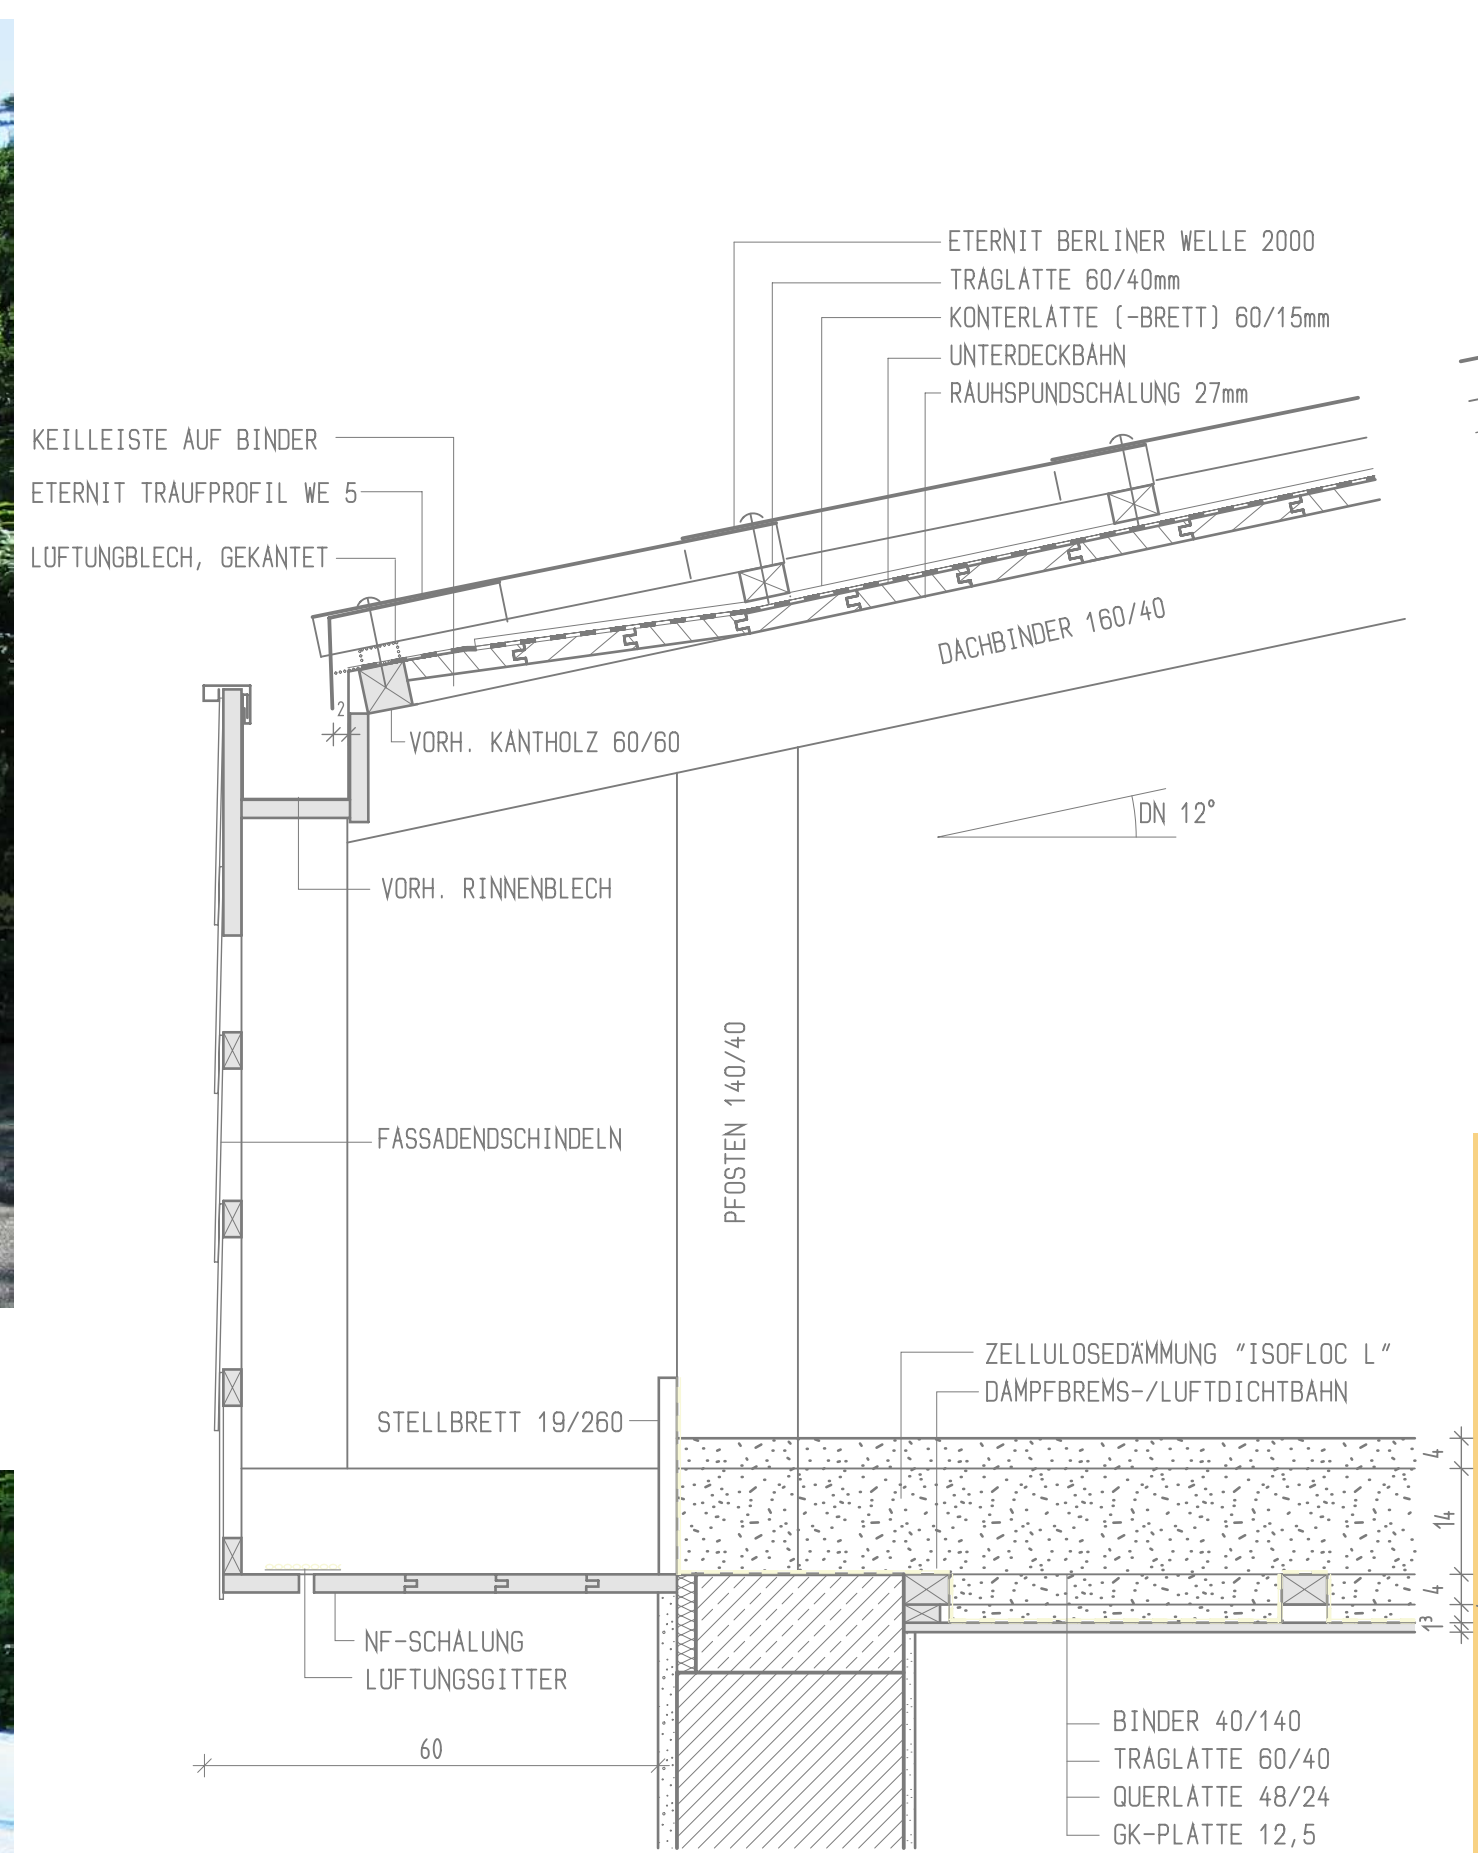 ETERNIT BERLINER WELLE 2000
TRAGLATTE 60/40mm
KONTERLATTE (-BRETT) 60/15mm
UNTERDECKBAHN
RAUHSPUNDSCHALUNG 27mm
KEILLEISTE AUF BINDER
ETERNIT TRAUFPROFIL WE 5
LÜFTUNGBLECH, GEKANTET
DACHBINDER 160/40
2
VORH. KANTHOLZ 60/60
DN 12°
VORH. RINNENBLECH
PFOSTEN 140/40
FASSADENDSCHINDELN
ZELLULOSEDÄMMUNG "ISOFLOC L"
DAMPFBREMS-/LUFTDICHTBAHN
STELLBRETT 19/260
4
14
4
1³
NF-SCHALUNG
LÜFTUNGSGITTER
60
BINDER 40/140
TRAGLATTE 60/40
QUERLATTE 48/24
GK-PLATTE 12,5